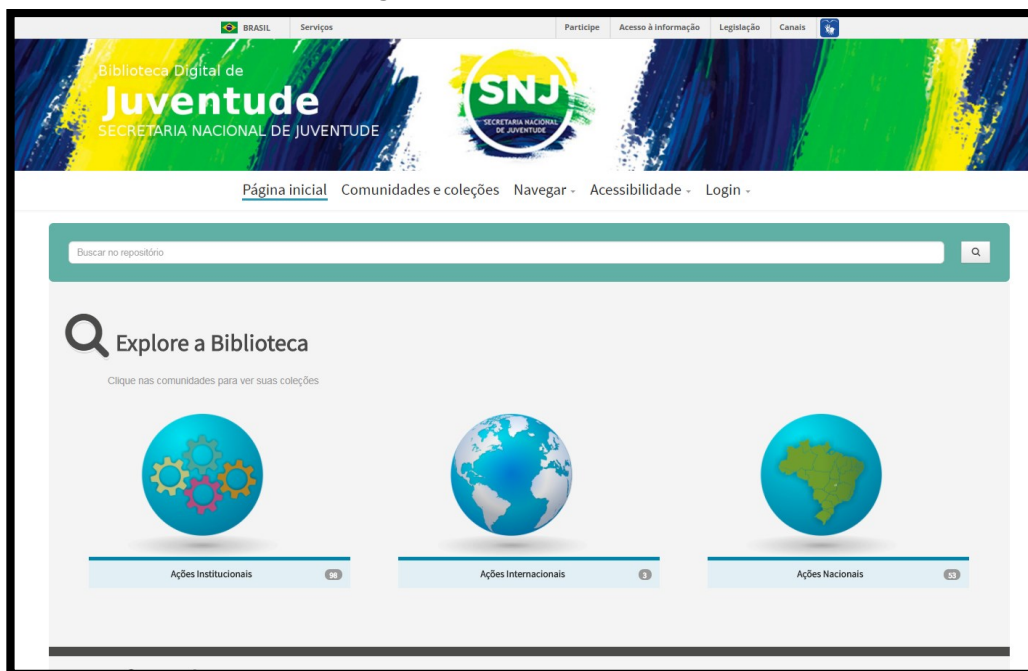 BRASIL Serviços Participe Acesso à informação Legislação Canais
Biblioteca Digital de
Juventude
SECRETARIA NACIONAL DE JUVENTUDE
SNJ
SECRETARIA NACIONAL
DE JUVENTUDE
Página inicial Comunidades e coleções Navegar Acessibilidade Login
Buscar no repositório
Explore a Biblioteca
Clique nas comunidades para ver suas coleções
Ações Institucionais 98 Ações Internacionais 3 Ações Nacionais 53